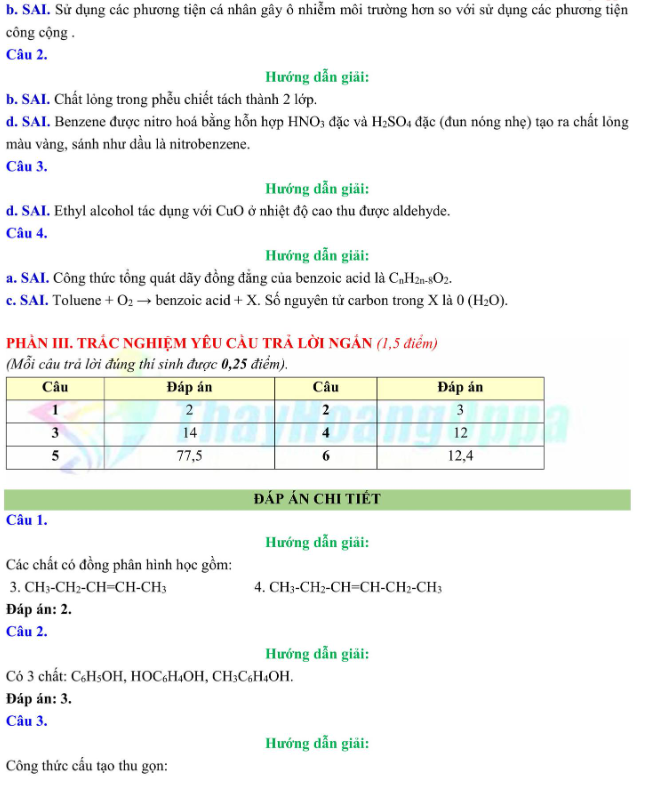 b. SAI. Sử dụng các phương tiện cá nhân gây ô nhiễm môi trường hơn so với sử dụng các phương tiện
công cộng .
Câu 2.
Hướng dẫn giải:
b. SAI. Chất lỏng trong phễu chiết tách thành 2 lớp.
d. SAI. Benzene được nitro hoá bằng hỗn hợp HNO₃ đặc và H₂SO₄ đặc (đun nóng nhẹ) tạo ra chất lỏng
màu vàng, sánh như dầu là nitrobenzene.
Câu 3.
Hướng dẫn giải:
d. SAI. Ethyl alcohol tác dụng với CuO ở nhiệt độ cao thu được aldehyde.
Câu 4.
Hướng dẫn giải:
a. SAI. Công thức tổng quát dãy đồng đẳng của benzoic acid là CₙH₂ₙ₋₈O₂.
c. SAI. Toluene + O₂ → benzoic acid + X. Số nguyên tử carbon trong X là 0 (H₂O).
PHẦN III. TRẮC NGHIỆM YÊU CẦU TRẢ LỜI NGẮN (1,5 điểm)
(Mỗi câu trả lời đúng thí sinh được 0,25 điểm).
Câu Đáp án Câu Đáp án
1 2 2 3
3 14 4 12
5 77,5 6 12,4
ThayHoangOppa
ĐÁP ÁN CHI TIẾT
Câu 1.
Hướng dẫn giải:
Các chất có đồng phân hình học gồm:
3. CH₃-CH₂-CH=CH-CH₃ 4. CH₃-CH₂-CH=CH-CH₂-CH₃
Đáp án: 2.
Câu 2.
Hướng dẫn giải:
Có 3 chất: C₆H₅OH, HOC₆H₄OH, CH₃C₆H₄OH.
Đáp án: 3.
Câu 3.
Hướng dẫn giải:
Công thức cấu tạo thu gọn: